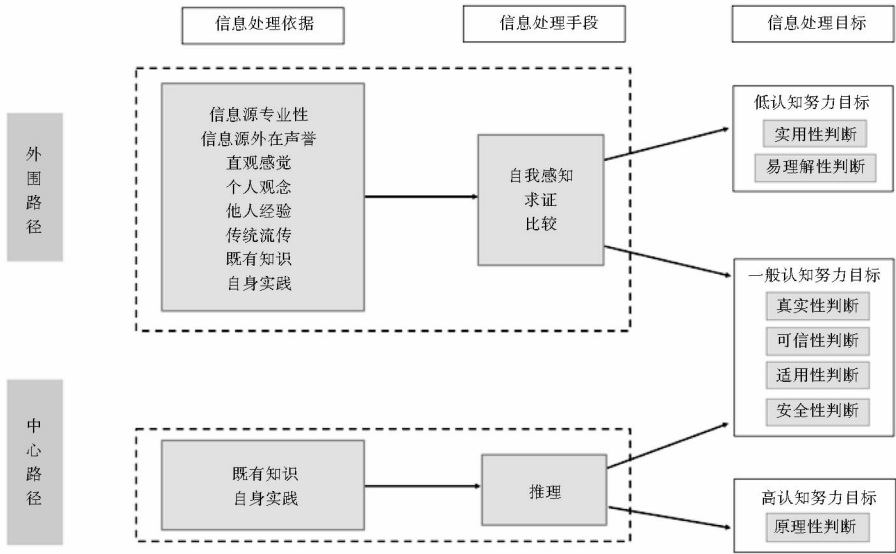 信息处理依据
信息处理手段
信息处理目标
外围路径
信息源专业性
信息源外在声誉
直观感觉
个人观念
他人经验
传统流传
既有知识
自身实践
自我感知
求证
比较
低认知努力目标
实用性判断
易理解性判断
一般认知努力目标
真实性判断
可信性判断
适用性判断
安全性判断
中心路径
既有知识
自身实践
推理
高认知努力目标
原理性判断